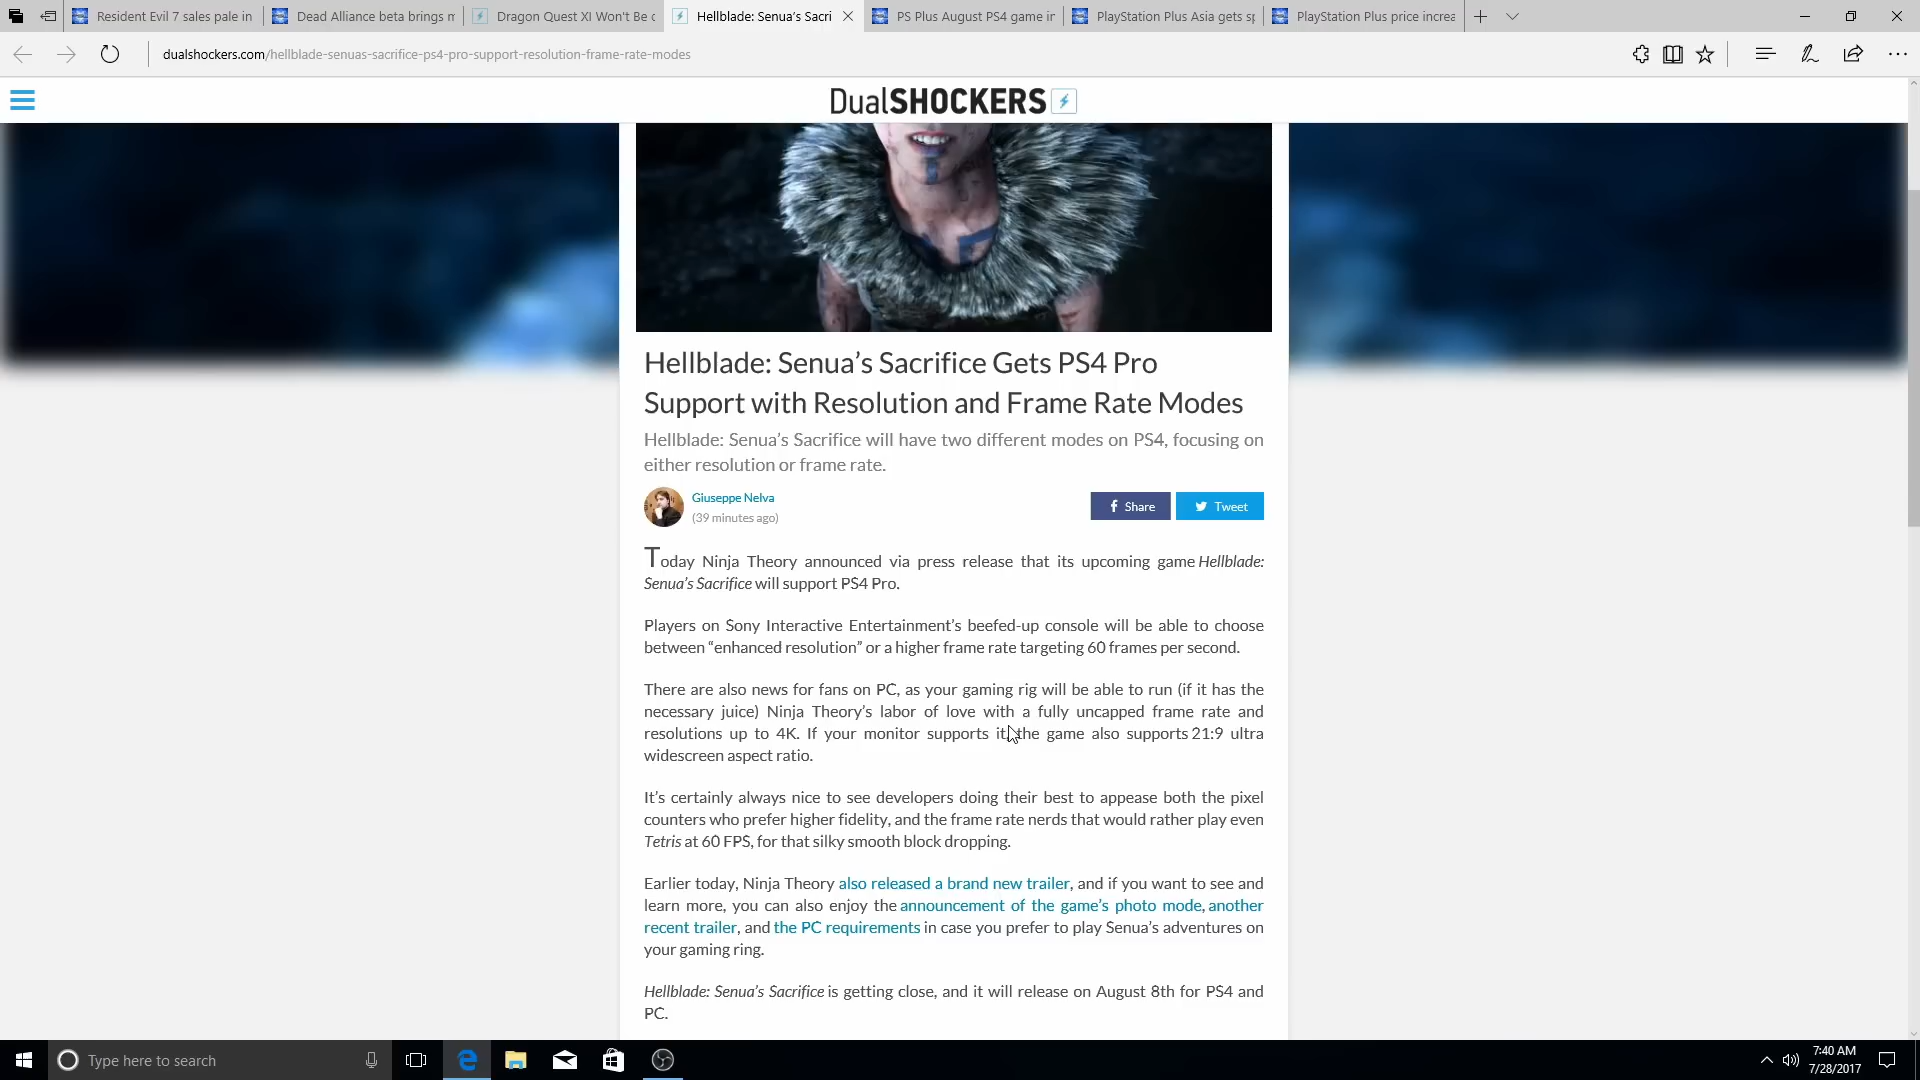 Resident Evil 7 sales pale in
Dead Alliance beta brings m
Dragon Quest XI Won't Be
Hellblade: Senua's Sacri
PS Plus August PS4 game in
PlayStation Plus Asia gets sp
PlayStation Plus price increa
dualshockers.com/hellblade-senuas-sacrifice-ps4-pro-support-resolution-frame-rate-modes
DualSHOCKERS
Hellblade: Senua’s Sacrifice Gets PS4 Pro
Support with Resolution and Frame Rate Modes
Hellblade: Senua’s Sacrifice will have two different modes on PS4, focusing on
either resolution or frame rate.
Giuseppe Nelva
(39 minutes ago)
Share
Tweet
Today Ninja Theory announced via press release that its upcoming game Hellblade:
Senua’s Sacrifice will support PS4 Pro.
Players on Sony Interactive Entertainment’s beefed-up console will be able to choose
between “enhanced resolution” or a higher frame rate targeting 60 frames per second.
There are also news for fans on PC, as your gaming rig will be able to run (if it has the
necessary juice) Ninja Theory’s labor of love with a fully uncapped frame rate and
resolutions up to 4K. If your monitor supports it, the game also supports 21:9 ultra
widescreen aspect ratio.
It’s certainly always nice to see developers doing their best to appease both the pixel
counters who prefer higher fidelity, and the frame rate nerds that would rather play even
Tetris at 60 FPS, for that silky smooth block dropping.
Earlier today, Ninja Theory also released a brand new trailer, and if you want to see and
learn more, you can also enjoy the announcement of the game’s photo mode, another
recent trailer, and the PC requirements in case you prefer to play Senua’s adventures on
your gaming ring.
Hellblade: Senua’s Sacrifice is getting close, and it will release on August 8th for PS4 and
PC.
Type here to search
7:40 AM
7/28/2017